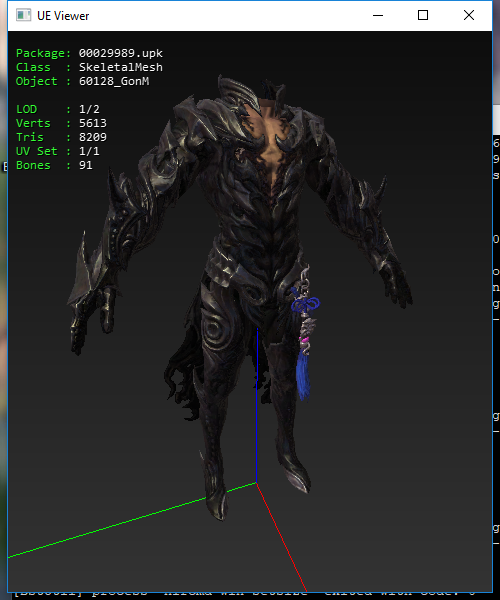 UE Viewer
Package: 00029989.upk
Class : SkeletalMesh
Object : 60128_GonM
LOD : 1/2
Verts : 5613
Tris : 8209
UV Set : 1/1
Bones : 91